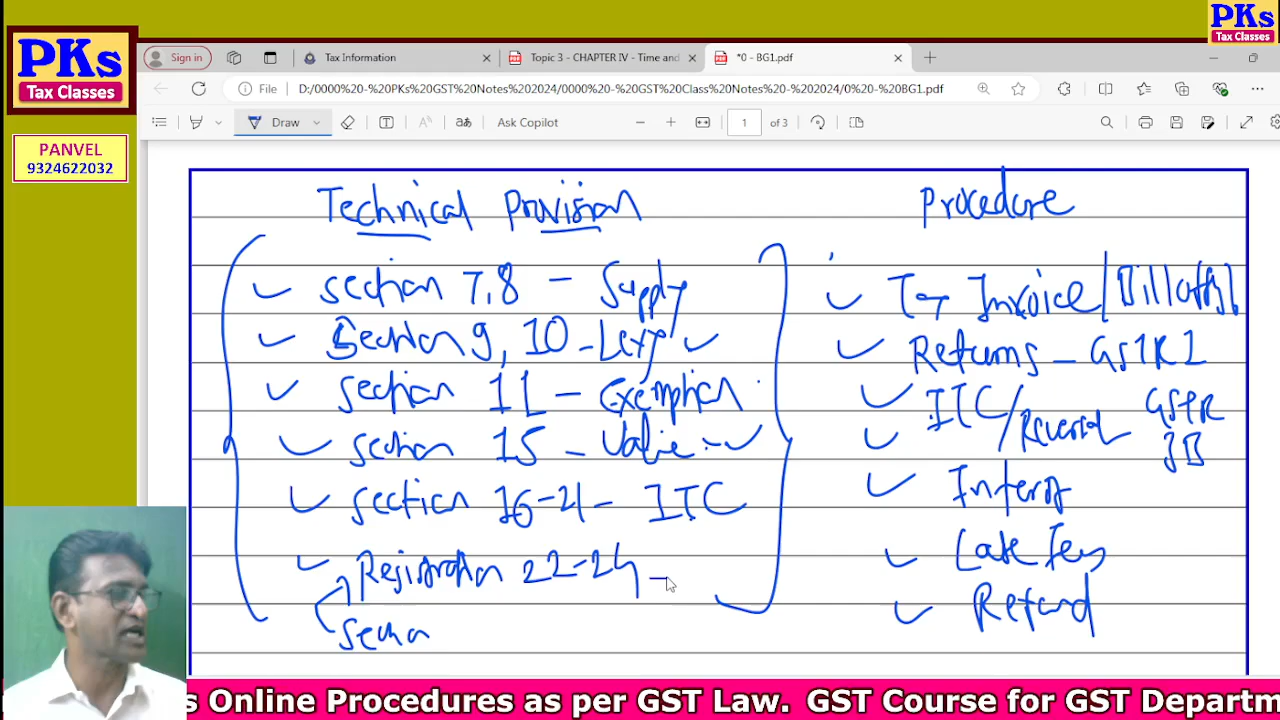 PKs
Tax Classes
PKs
Tax Classes
PANVEL
9324622032
Sign in
Tax Information
Topic 3 - CHAPTER IV - Time and
*0 - BG1.pdf
File
D:/0000%20-%20PKs%20GST%20Notes%202024/0000%20-%20GST%20Class%20Notes%20-%202024/0%20-%20BG1.pdf
Draw
Ask Copilot
1 of 3
Technical Provision
Procedure
section 7,8 - Supply
Section 9, 10 - Levy
section 11 - Exemption
section 15 - Value
section 16-21 - ITC
Registration 22-24 -
Tax Invoice/Bill of
Returns - GSTR1
GSTR
3B
ITC/Reversal
Interest
Late Fees
Refund
s Online Procedures as per GST Law. GST Course for GST Departm